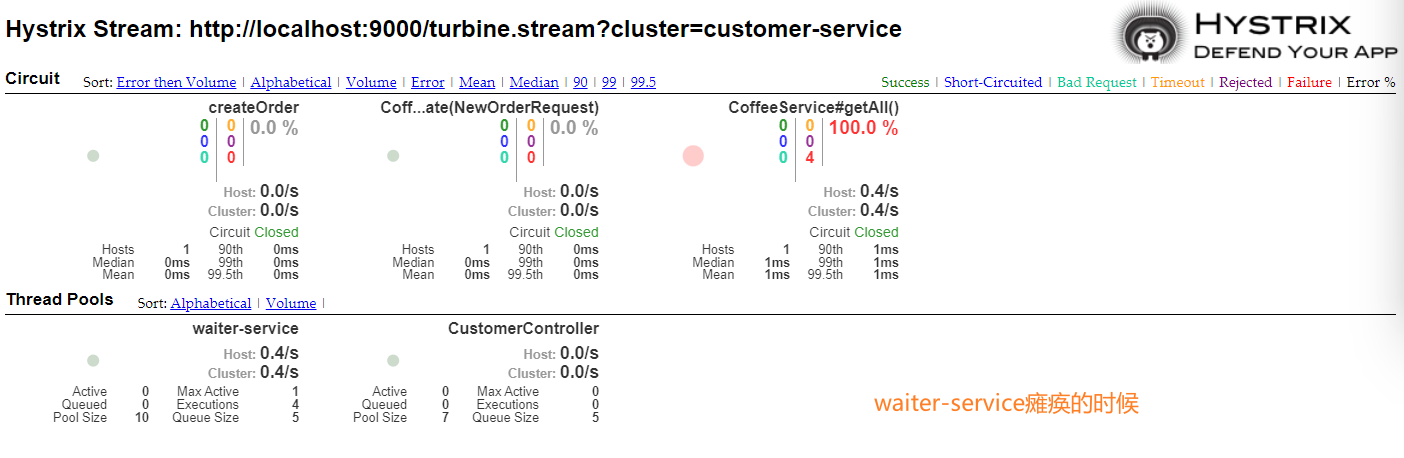 Hystrix Stream: http://localhost:9000/turbine.stream?cluster=customer-service
HYSTRIX
DEFEND YOUR APP
Circuit Sort: Error then Volume | Alphabetical | Volume | Error | Mean | Median | 90 | 99 | 99.5 Success | Short-Circuited | Bad Request | Timeout | Rejected | Failure | Error %
createOrder Coff...ate(NewOrderRequest) CoffeeService#getAll()
0 0 0.0 % 0 0 0.0 % 0 0 100.0 %
0 0 0 0 0 0
0 0 0 0 0 4
Host: 0.0/s Host: 0.0/s Host: 0.4/s
Cluster: 0.0/s Cluster: 0.0/s Cluster: 0.4/s
Circuit Closed Circuit Closed Circuit Closed
Hosts 1 90th 0ms Hosts 1 90th 0ms Hosts 1 90th 1ms
Median 0ms 99th 0ms Median 0ms 99th 0ms Median 1ms 99th 1ms
Mean 0ms 99.5th 0ms Mean 0ms 99.5th 0ms Mean 1ms 99.5th 1ms
Thread Pools Sort: Alphabetical | Volume |
waiter-service CustomerController
Host: 0.4/s Host: 0.0/s
Cluster: 0.4/s Cluster: 0.0/s
Active 0 Max Active 1 Active 0 Max Active 0
Queued 0 Executions 4 Queued 0 Executions 0
Pool Size 10 Queue Size 5 Pool Size 7 Queue Size 5
waiter-service瘫痪的时候